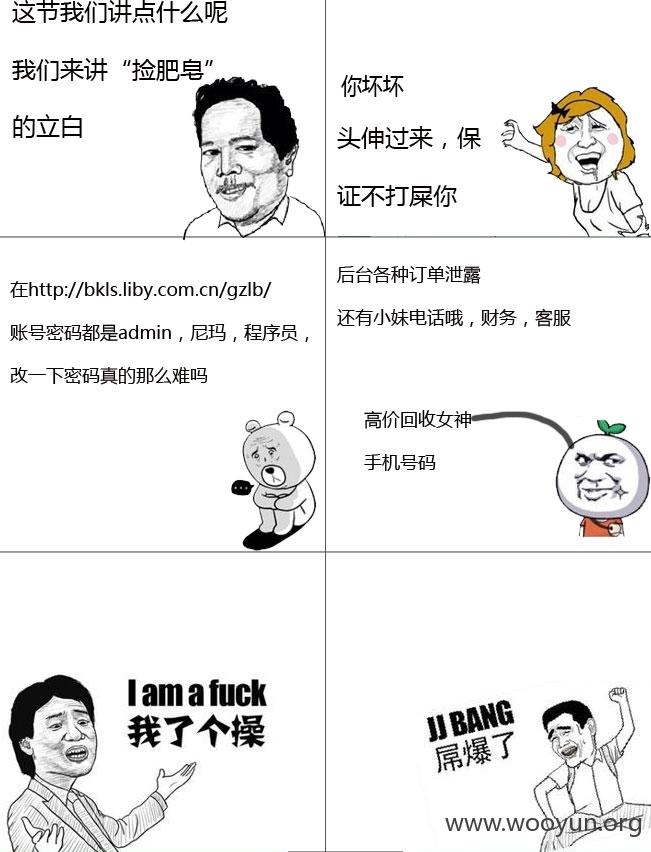 这节我们讲点什么呢
我们来讲“捡肥皂”
的立白
你坏坏
头伸过来，保
证不打屎你
在http://bkls.liby.com.cn/gzlb/
账号密码都是admin，尼玛，程序员，
改一下密码真的那么难吗
后台各种订单泄露
还有小妹电话哦，财务，客服
高价回收女神
手机号码
I am a fuck
我了个操
JJ BANG
屌爆了
www.wooyun.org